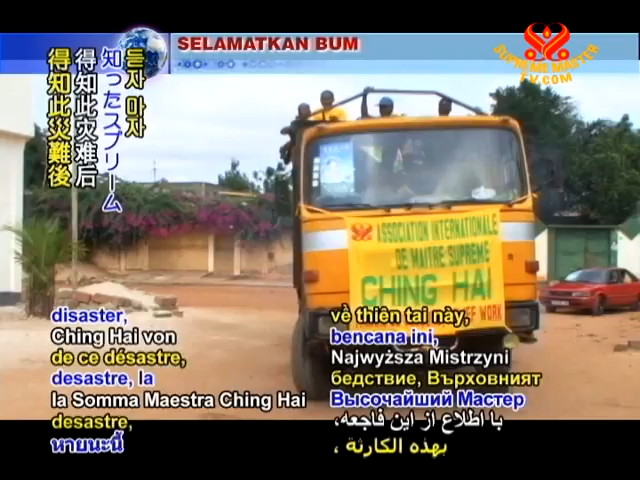 SELAMATKAN BUM
SUPREME MASTER
TV.COM
듣자 마자
知ったスプリーム
得知此灾难后
得知此災難後
ASSOCIATION INTERNATIONALE
DE MAITRE SUPREME
CHING HAI
WORK
disaster,
Ching Hai von
de ce désastre,
desastre, la
la Somma Maestra Ching Hai
desastre,
หายนะนี้
về thiên tai này,
bencana ini,
Najwyższa Mistrzyni
бедствие, Върховният
Высочайший Мастер
با اطلاع از این فاجعه،
بهذه الكارثة ،